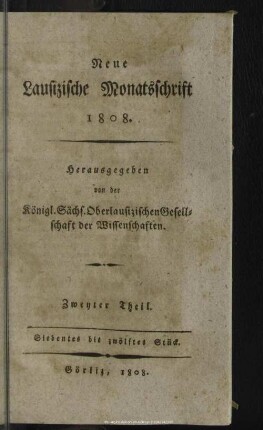 Neue
Lausizische Monatsschrift
1808.
Herausgegeben
von der
Königl. Sächs. Oberlausizischen Gesell-
schaft der Wissenschaften.
Zweyter Theil.
Siebentes bis zwölftes Stück.
Görliz, 1808.